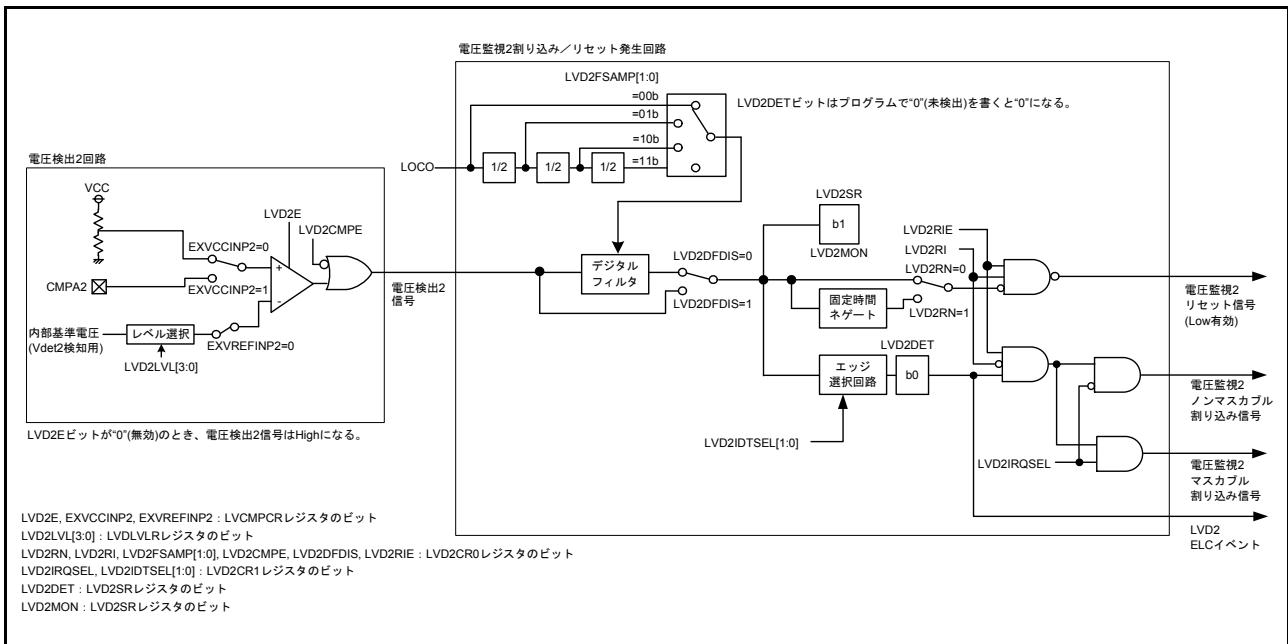 電圧監視2割り込み／リセット発生回路
LVD2FSAMP[1:0]
=00b
=01b
=10b
=11b
LOCO
1/2
1/2
1/2
LVD2DETビットはプログラムで“0”(未検出)を書くと“0”になる。
電圧検出2回路
VCC
CMPA2
EXVCCINP2=0
EXVCCINP2=1
LVD2E
LVD2CMPE
+
-
内部基準電圧
(Vdet2検知用)
レベル選択
EXVREFINP2=0
LVD2LVL[3:0]
LVD2Eビットが“0”(無効)のとき、電圧検出2信号はHighになる。
電圧検出2
信号
デジタル
フィルタ
LVD2DFDIS=0
LVD2DFDIS=1
LVD2SR
b1
LVD2MON
LVD2RIE
LVD2RI
LVD2RN=0
固定時間
ネゲート
LVD2RN=1
電圧監視2
リセット信号
(Low有効)
LVD2DET
エッジ
選択回路
b0
LVD2IDTSEL[1:0]
電圧監視2
ノンマスカブル
割り込み信号
LVD2IRQSEL
電圧監視2
マスカブル
割り込み信号
LVD2
ELCイベント
LVD2E, EXVCCINP2, EXVREFINP2 : LVCMPCRレジスタのビット
LVD2LVL[3:0] : LVDLVLRレジスタのビット
LVD2RN, LVD2RI, LVD2FSAMP[1:0], LVD2CMPE, LVD2DFDIS, LVD2RIE : LVD2CR0レジスタのビット
LVD2IRQSEL, LVD2IDTSEL[1:0] : LVD2CR1レジスタのビット
LVD2DET : LVD2SRレジスタのビット
LVD2MON : LVD2SRレジスタのビット